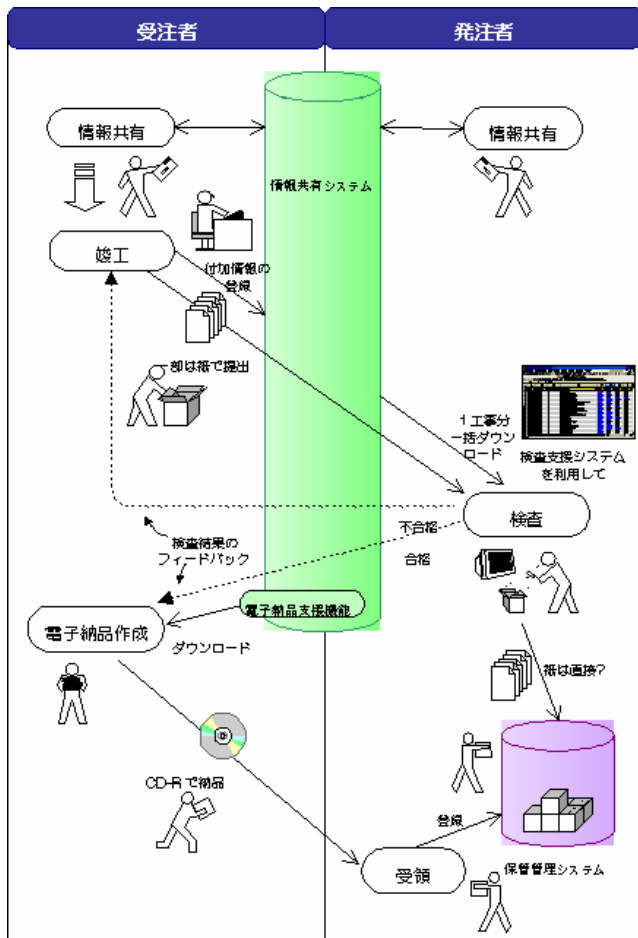 受注者
発注者
情報共有
情報共有
情報共有システム
竣工
付加情報の
登録
一部は紙で提出
1工事分
一括ダウン
ロード
検査支援システム
を利用して
検査
不合格
合格
検査結果の
フィードバック
電子納品支援機能
電子納品作成
ダウンロード
紙は直接?
CD-Rで納品
登録
受領
保管管理システム